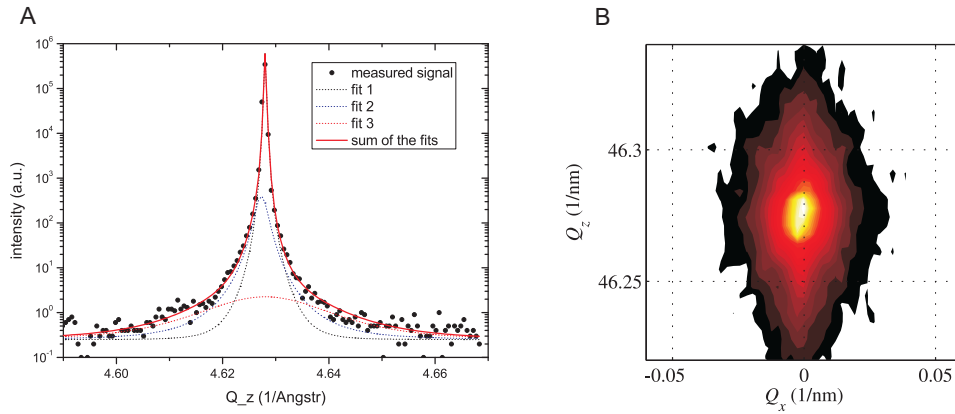 A
10^6
10^5
10^4
10^3
10^2
10^1
10^0
10^-1
intensity (a.u.)
measured signal
fit 1
fit 2
fit 3
sum of the fits
4.60
4.62
4.64
4.66
Q_z (1/Angstr)
B
46.3
46.25
Q_z (1/nm)
-0.05
0
0.05
Q_x (1/nm)